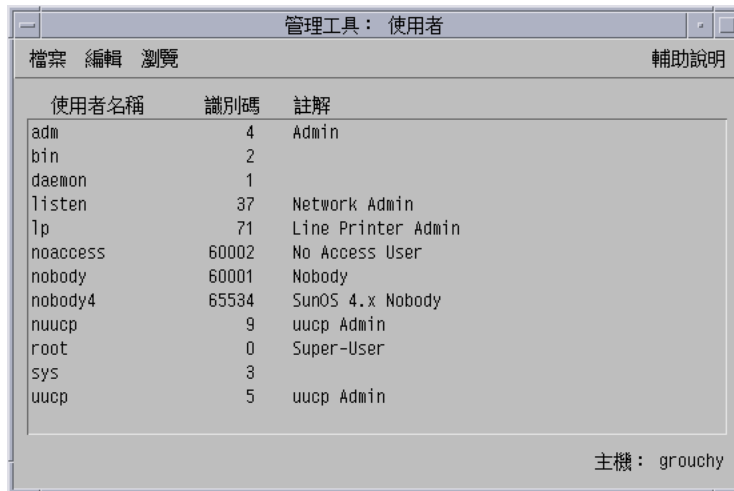 管理工具： 使用者
檔案 編輯 瀏覽 輔助說明
使用者名稱 識別碼 註解
adm 4 Admin
bin 2
daemon 1
listen 37 Network Admin
lp 71 Line Printer Admin
noaccess 60002 No Access User
nobody 60001 Nobody
nobody4 65534 SunOS 4.x Nobody
nuucp 9 uucp Admin
root 0 Super-User
sys 3
uucp 5 uucp Admin
主機： grouchy